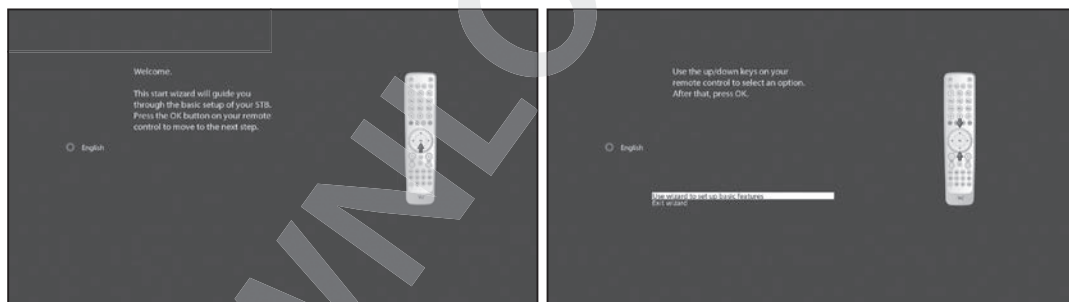 Welcome.
This start wizard will guide you
through the basic setup of your STB.
Press the OK button on your remote
control to move to the next step.
English
Use the up/down keys on your
remote control to select an option.
After that, press OK.
English
Use wizard to set up basic features
Exit wizard